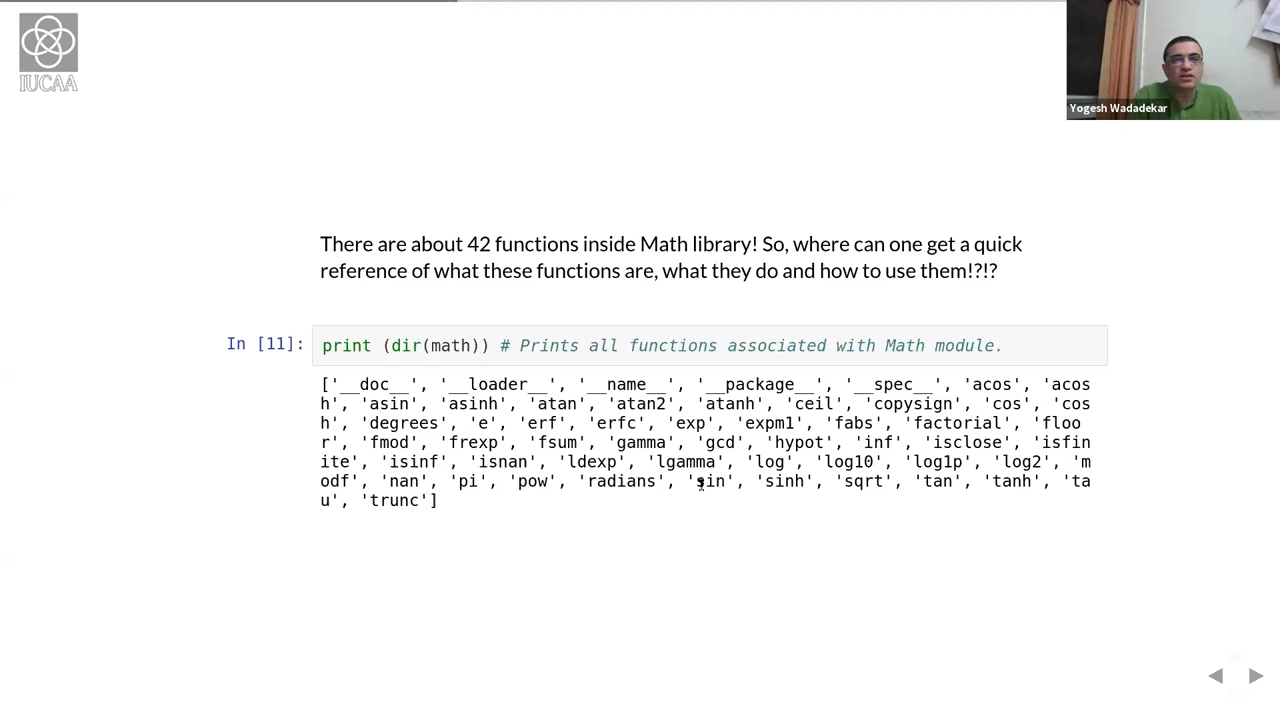 IUCAA
Yogesh Wadadekar
There are about 42 functions inside Math library! So, where can one get a quick
reference of what these functions are, what they do and how to use them!?!?
In [11]: print (dir(math)) # Prints all functions associated with Math module.
['__doc__', '__loader__', '__name__', '__package__', '__spec__', 'acos', 'acos
h', 'asin', 'asinh', 'atan', 'atan2', 'atanh', 'ceil', 'copysign', 'cos', 'cos
h', 'degrees', 'e', 'erf', 'erfc', 'exp', 'expm1', 'fabs', 'factorial', 'floo
r', 'fmod', 'frexp', 'fsum', 'gamma', 'gcd', 'hypot', 'inf', 'isclose', 'isfin
ite', 'isinf', 'isnan', 'ldexp', 'lgamma', 'log', 'log10', 'log1p', 'log2', 'm
odf', 'nan', 'pi', 'pow', 'radians', 'sin', 'sinh', 'sqrt', 'tan', 'tanh', 'ta
u', 'trunc']